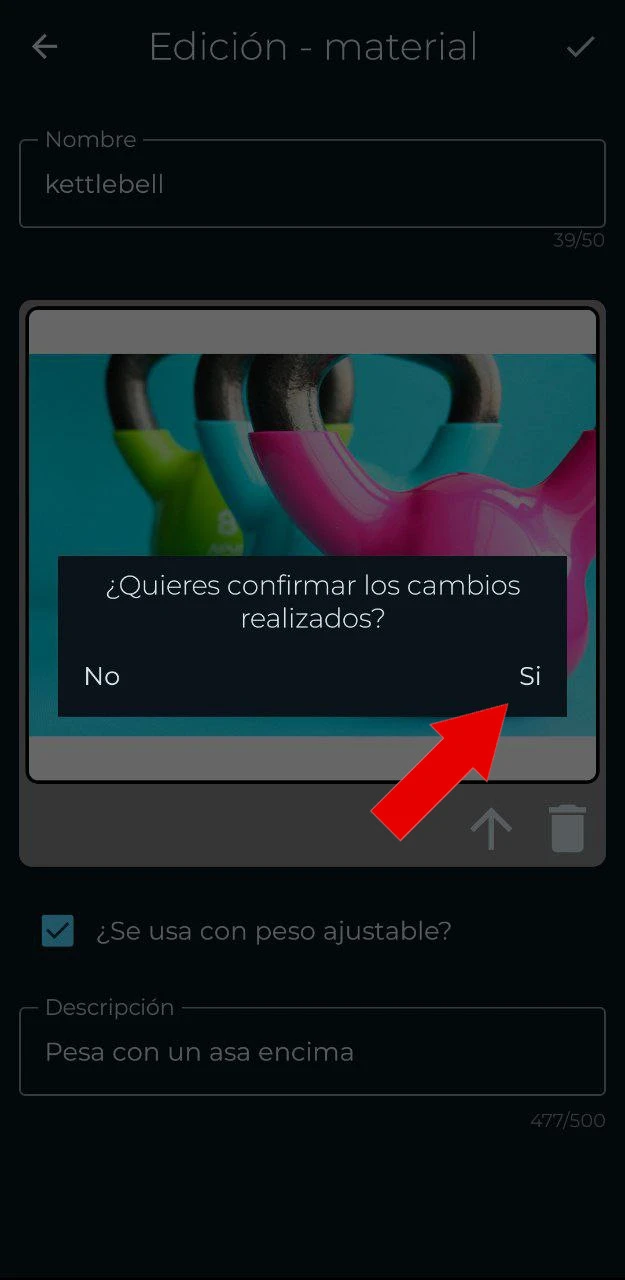 Edición - material
Nombre
kettlebell
39/50
¿Quieres confirmar los cambios
realizados?
No
Si
¿Se usa con peso ajustable?
Descripción
Pesa con un asa encima
477/500